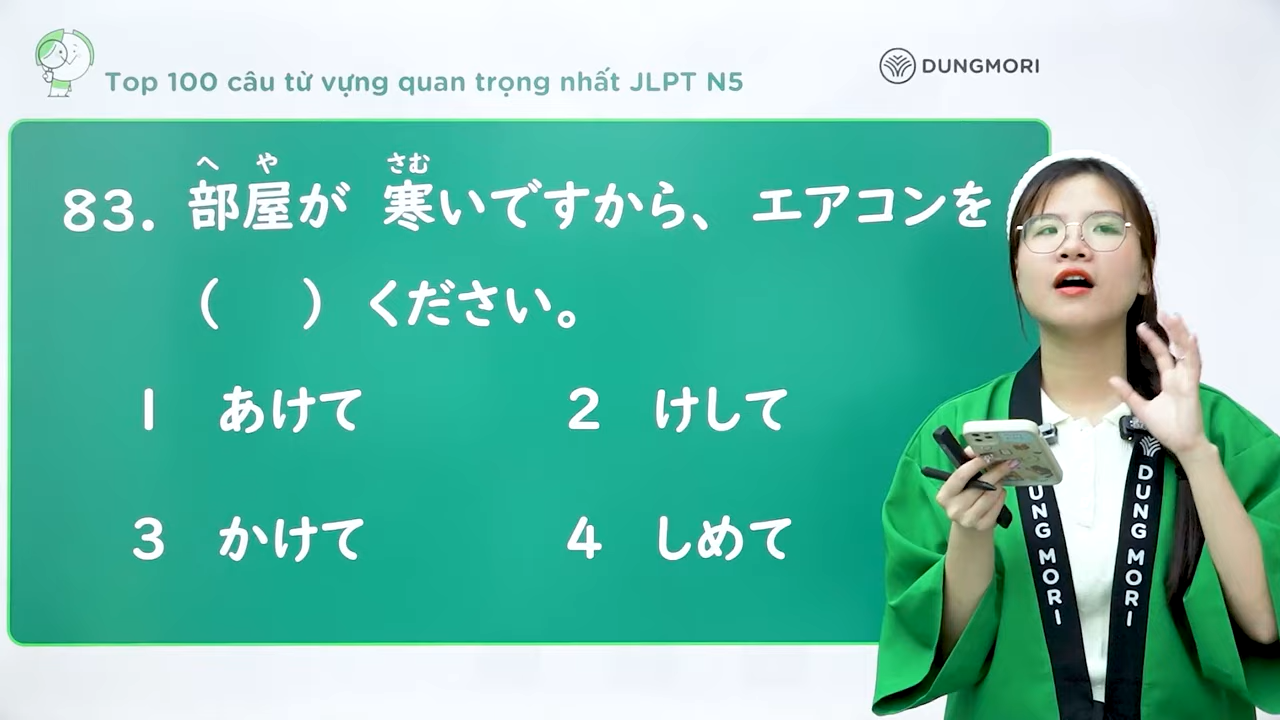 Top 100 câu từ vựng quan trọng nhất JLPT N5
DUNGMORI
へ や さむ
83. 部屋が 寒いですから、エアコンを
( ) ください。
1 あけて
2 けして
3 かけて
4 しめて
UNG MORI
DUNG MORI